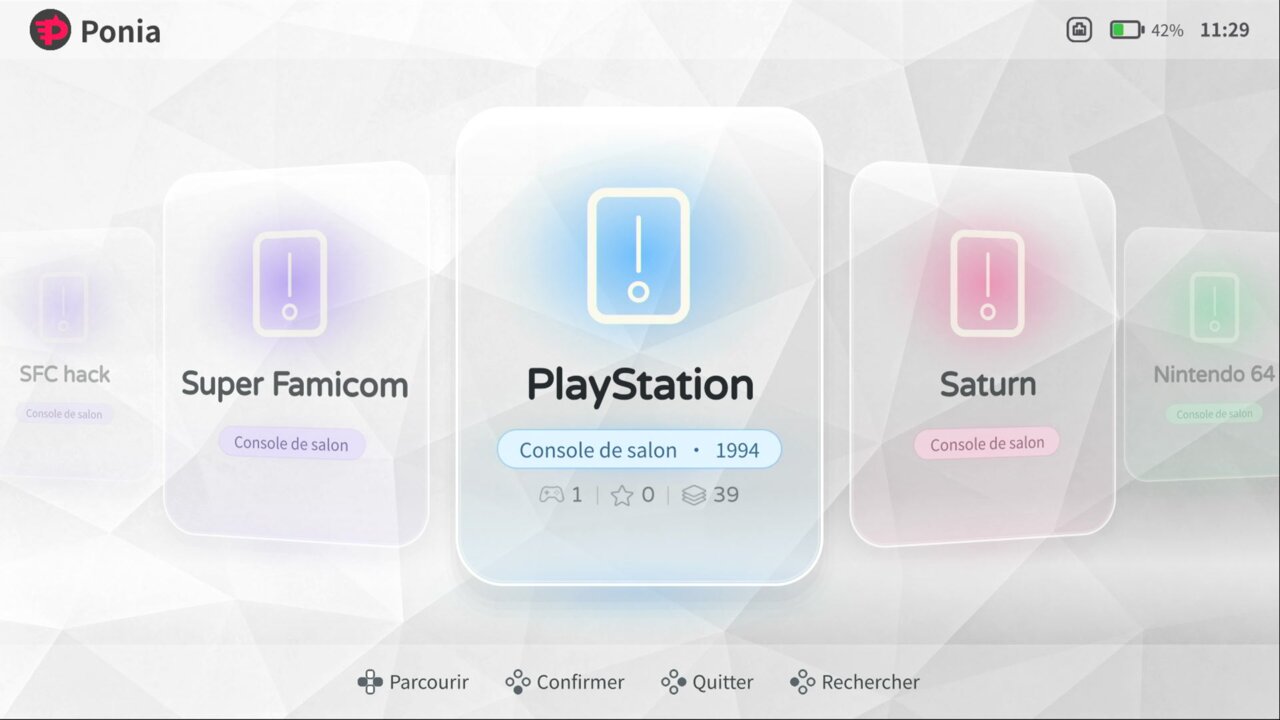 Ponia
42% 11:29
SFC hack
Console de salon
Super Famicom
Console de salon
PlayStation
Console de salon • 1994
1 | 0 | 39
Saturn
Console de salon
Nintendo 64
Console de salon
Parcourir Confirmer Quitter Rechercher